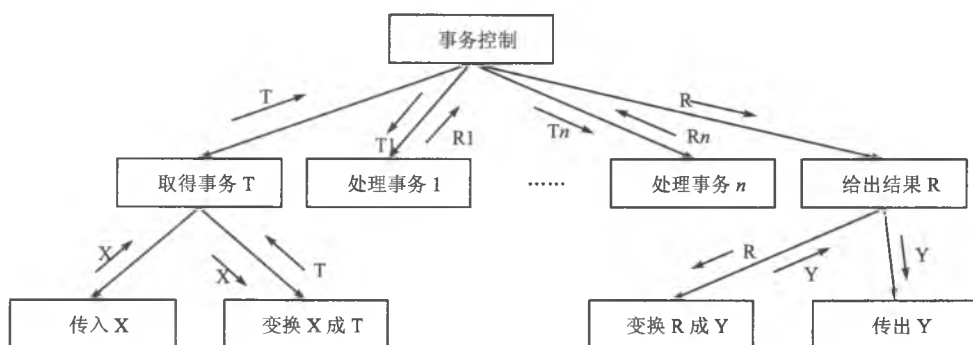 事务控制
T
T1
R1
Tn
Rn
R
取得事务 T
处理事务 1
……
处理事务 n
给出结果 R
X
X
T
R
Y
Y
传入 X
变换 X 成 T
变换 R 成 Y
传出 Y